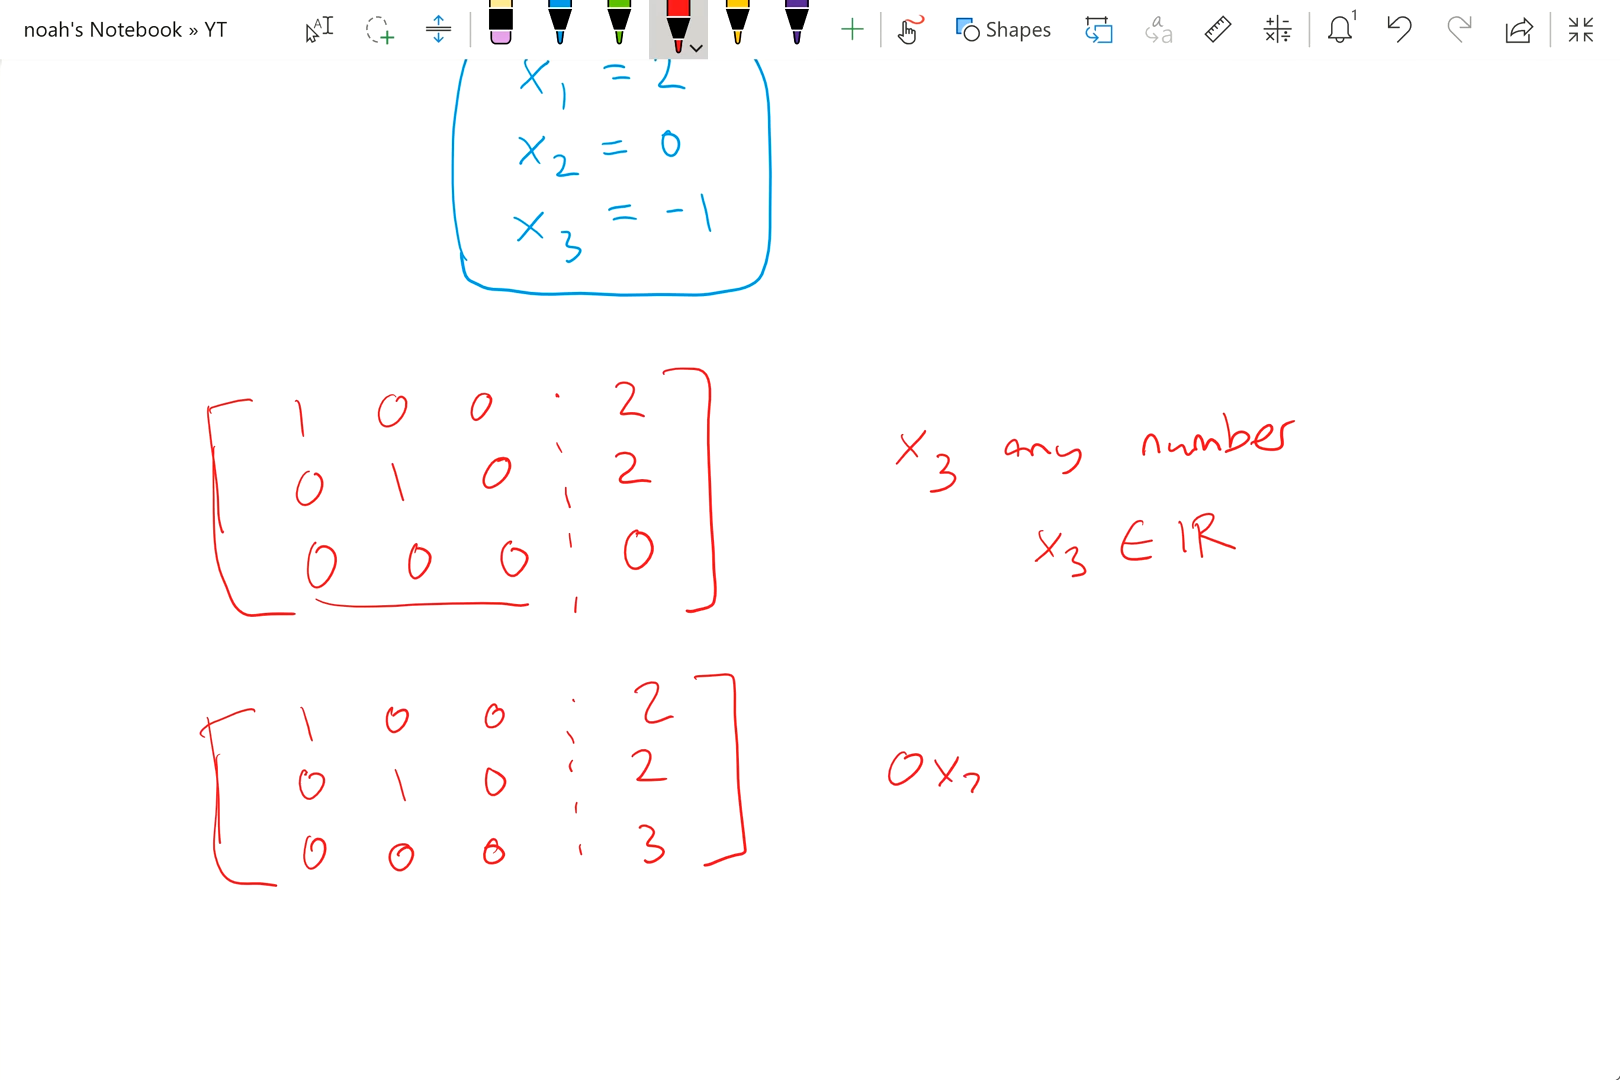 noah's Notebook » YT
Shapes
1
x₁ = 2
x₂ = 0
x₃ = -1
1 0 0 ⋮ 2
0 1 0 ⋮ 2
0 0 0 ⋮ 0
x₃ any number
x₃ ∈ ℝ
1 0 0 ⋮ 2
0 1 0 ⋮ 2
0 0 0 ⋮ 3
0x